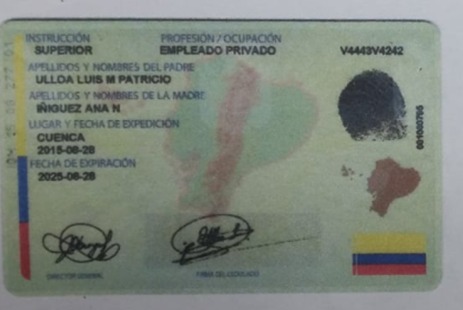 INSTRUCCIÓN PROFESIÓN / OCUPACIÓN
SUPERIOR EMPLEADO PRIVADO V4443V4242
APELLIDOS Y NOMBRES DEL PADRE
ULLOA LUIS M PATRICIO
APELLIDOS Y NOMBRES DE LA MADRE
IÑIGUEZ ANA N
LUGAR Y FECHA DE EXPEDICIÓN
CUENCA
2015-08-28
FECHA DE EXPIRACIÓN
2025-08-28
DIRECTOR GENERAL FIRMA DEL CEDULADO